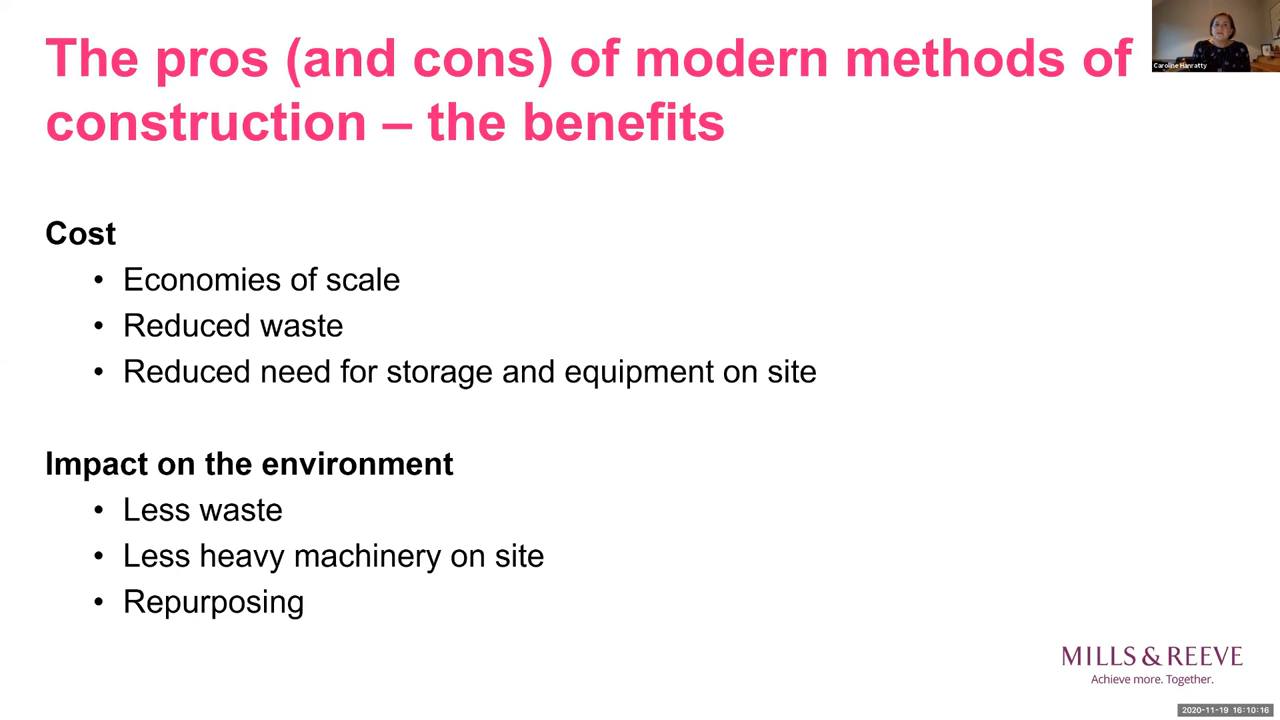 The pros (and cons) of modern methods of
construction – the benefits
Caroline Hanratty
Cost
• Economies of scale
• Reduced waste
• Reduced need for storage and equipment on site
Impact on the environment
• Less waste
• Less heavy machinery on site
• Repurposing
MILLS & REEVE
Achieve more. Together.
2020-11-19 16:10:16